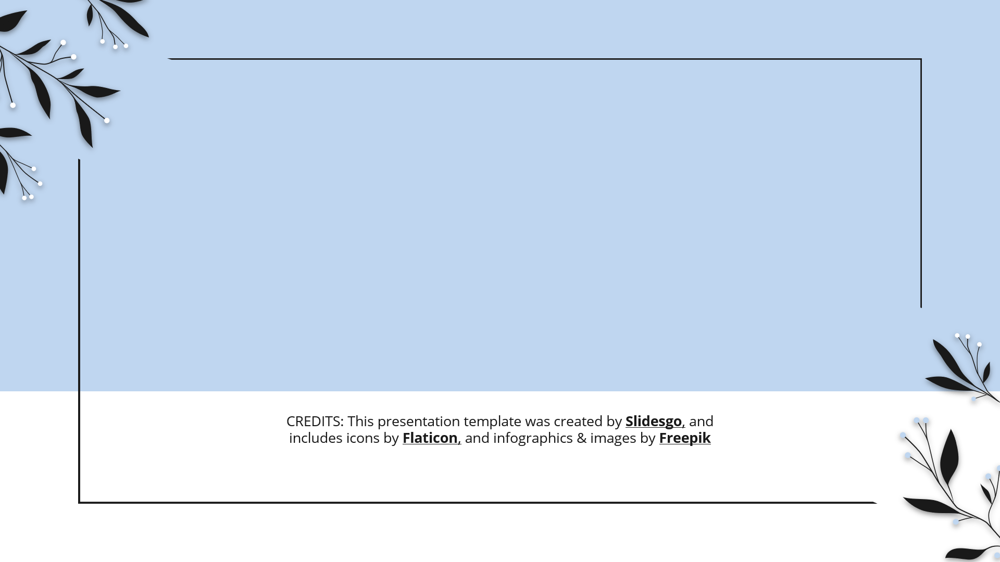 CREDITS: This presentation template was created by Slidesgo, and
includes icons by Flaticon, and infographics & images by Freepik